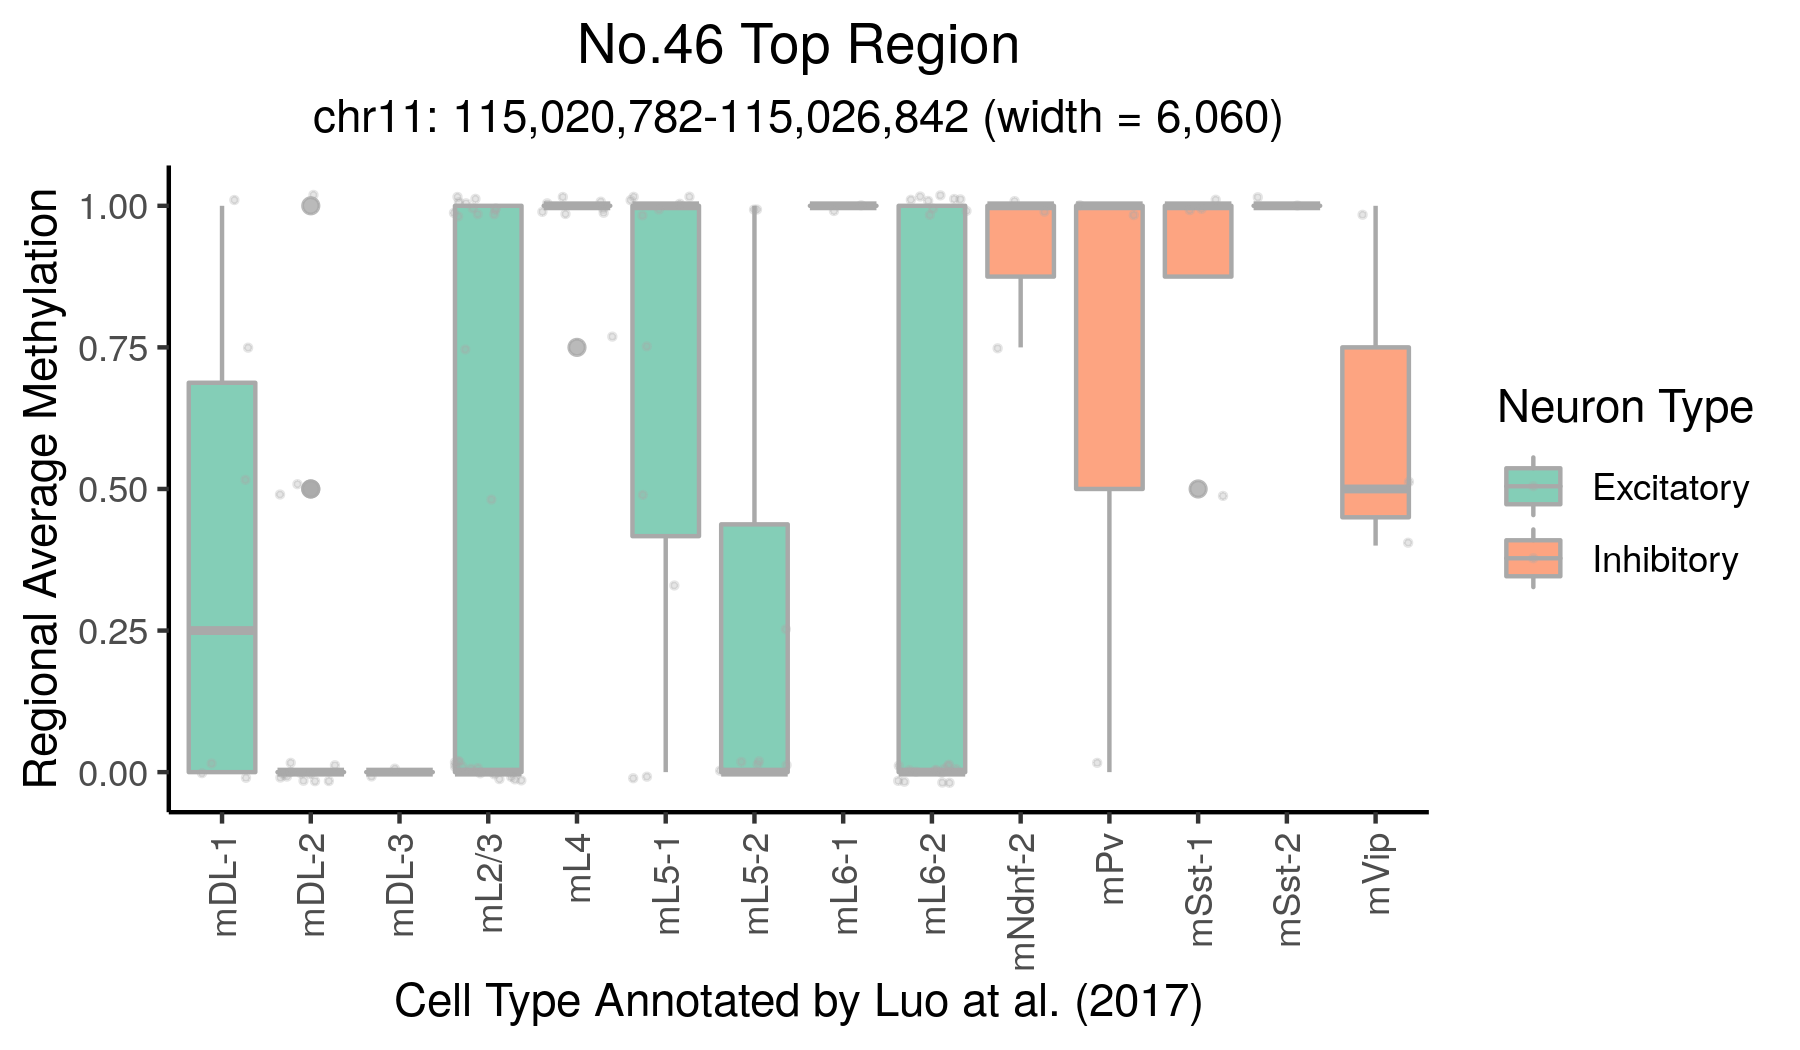 No.46 Top Region
chr11: 115,020,782-115,026,842 (width = 6,060)
Regional Average Methylation
1.00
0.75
0.50
0.25
0.00
mDL-1
mDL-2
mDL-3
mL2/3
mL4
mL5-1
mL5-2
mL6-1
mL6-2
mNdnf-2
mPv
mSst-1
mSst-2
mVip
Cell Type Annotated by Luo at al. (2017)
Neuron Type
Excitatory
Inhibitory